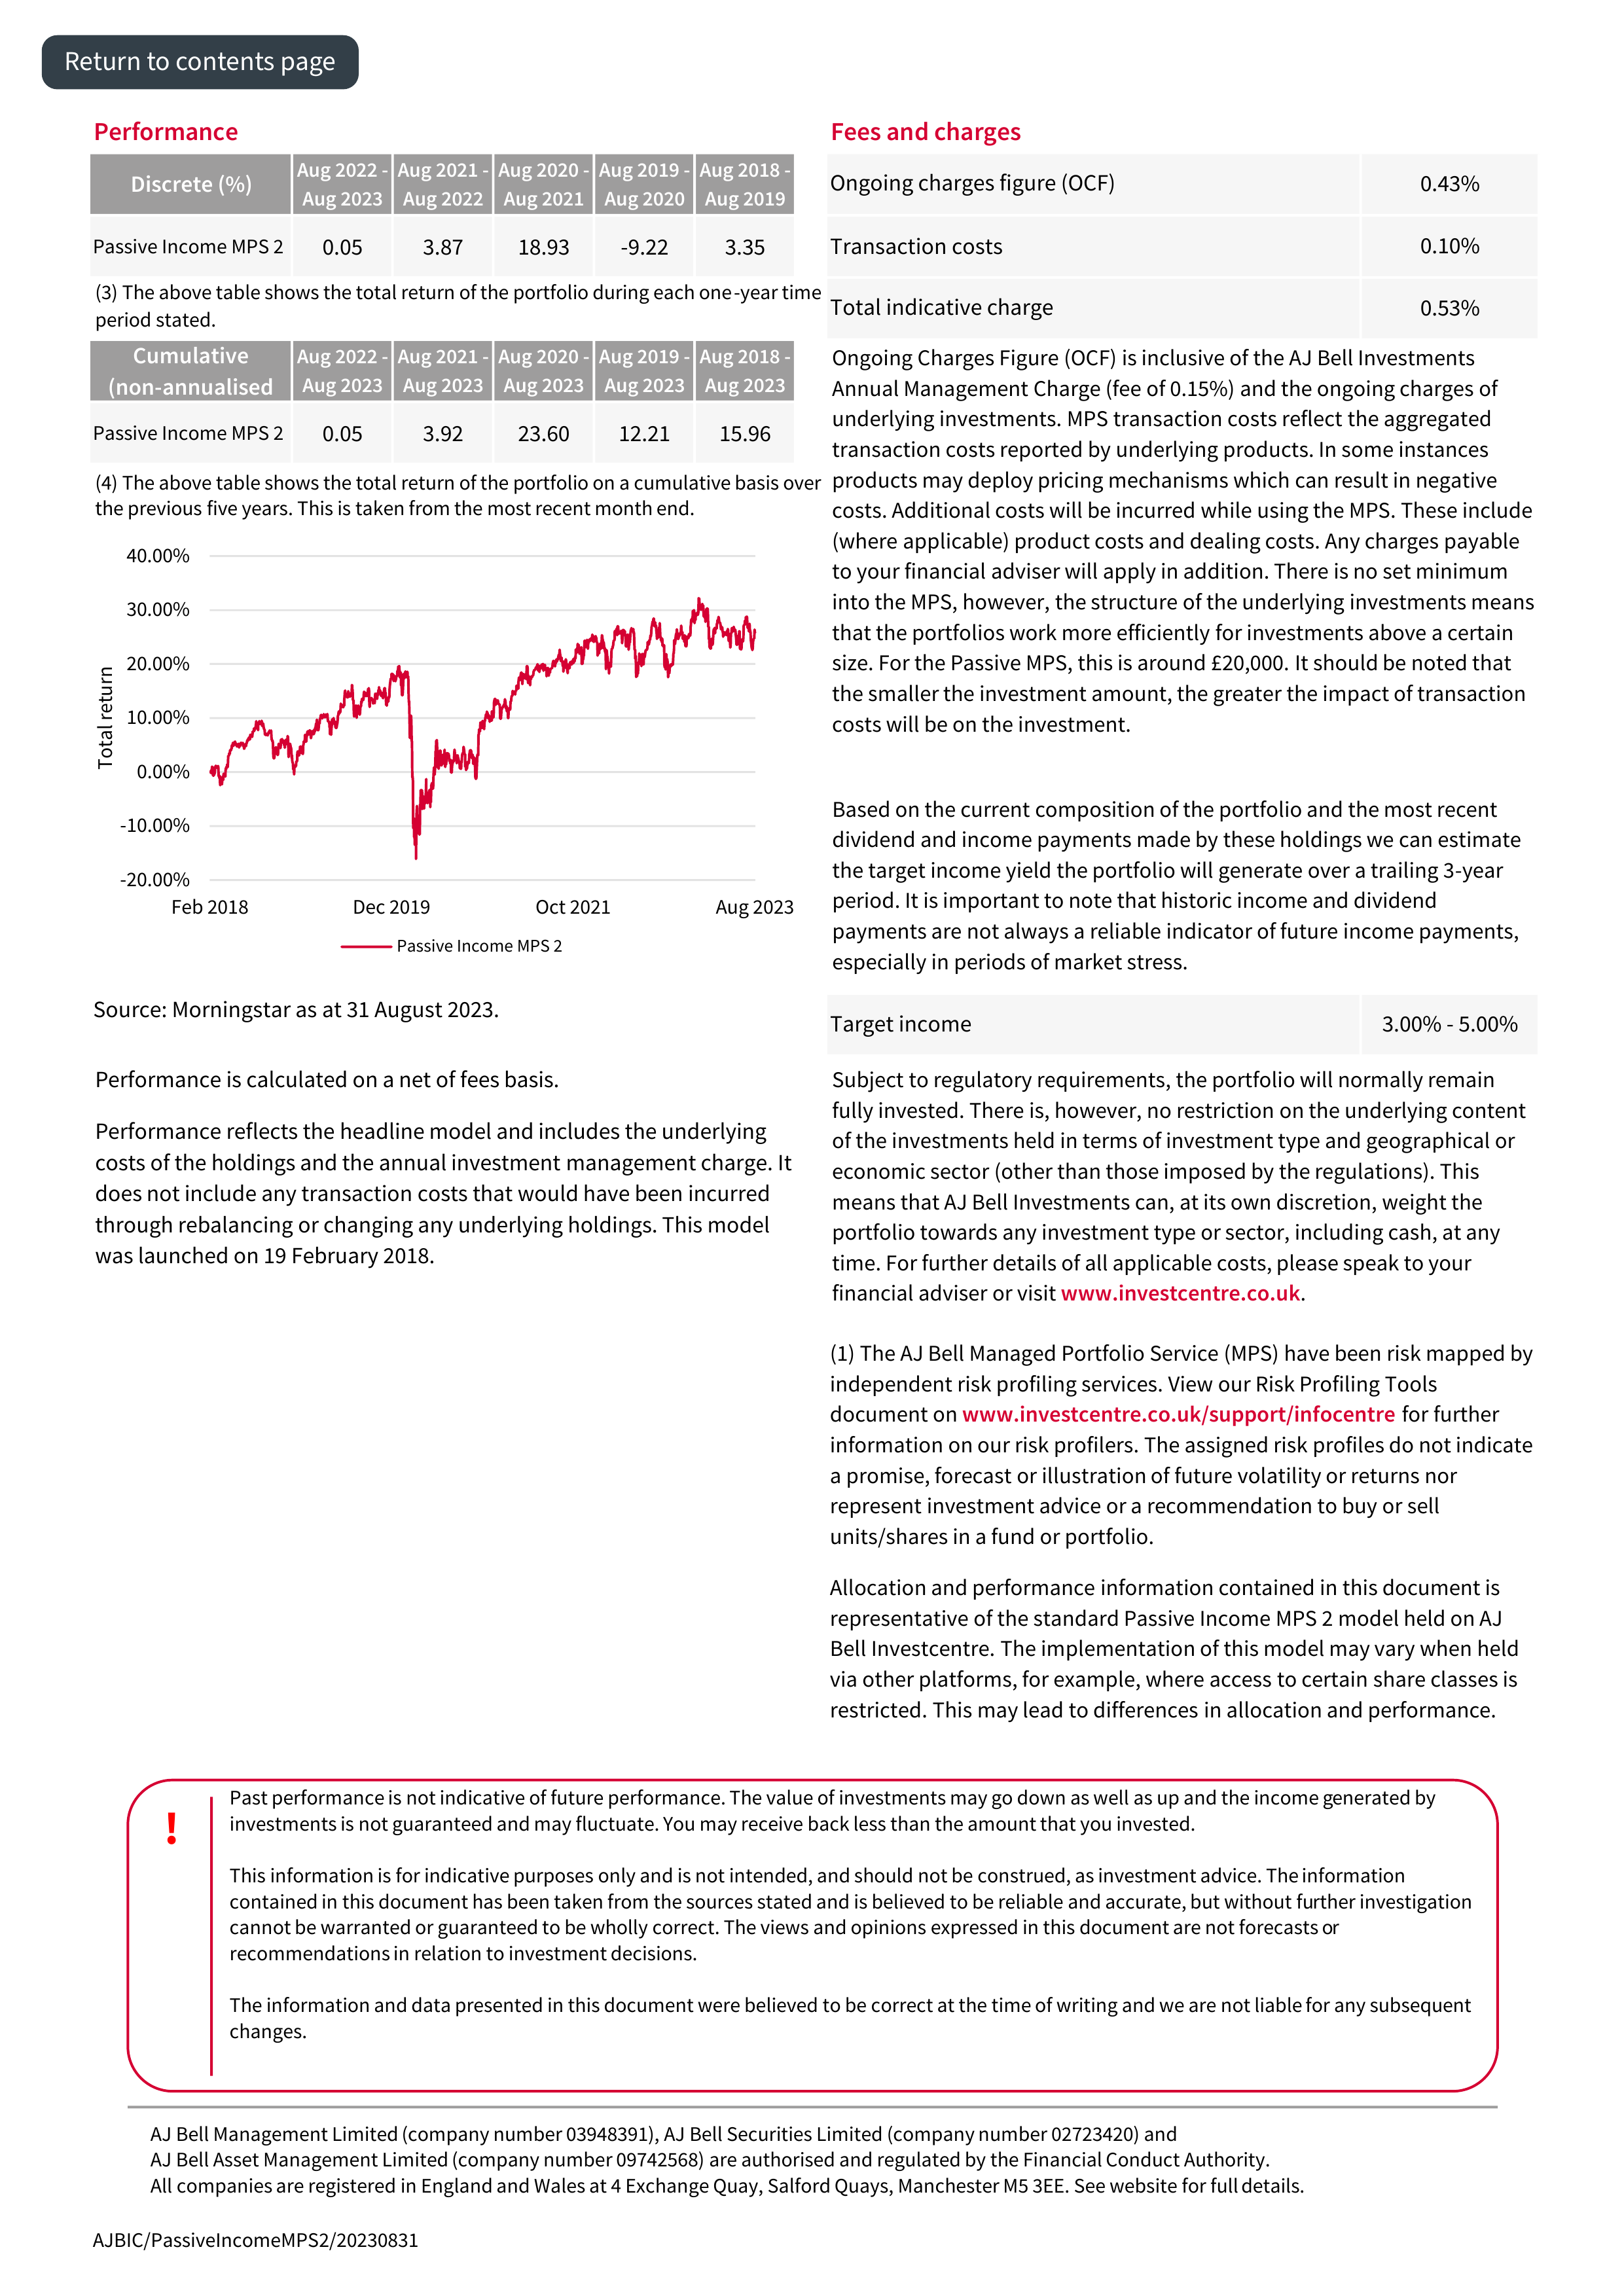 Return to contents page
Performance
Discrete (%)
Aug 2022 - Aug 2023
Aug 2021 - Aug 2022
Aug 2020 - Aug 2021
Aug 2019 - Aug 2020
Aug 2018 - Aug 2019
Passive Income MPS 2 0.05 3.87 18.93 -9.22 3.35
(3) The above table shows the total return of the portfolio during each one-year time
period stated.
Cumulative
(non-annualised
Aug 2022 - Aug 2023
Aug 2021 - Aug 2023
Aug 2020 - Aug 2023
Aug 2019 - Aug 2023
Aug 2018 - Aug 2023
Passive Income MPS 2 0.05 3.92 23.60 12.21 15.96
(4) The above table shows the total return of the portfolio on a cumulative basis over
the previous five years. This is taken from the most recent month end.
Total return
40.00%
30.00%
20.00%
10.00%
0.00%
-10.00%
-20.00%
Feb 2018 Dec 2019 Oct 2021 Aug 2023
Passive Income MPS 2
Source: Morningstar as at 31 August 2023.
Performance is calculated on a net of fees basis.
Performance reflects the headline model and includes the underlying
costs of the holdings and the annual investment management charge. It
does not include any transaction costs that would have been incurred
through rebalancing or changing any underlying holdings. This model
was launched on 19 February 2018.
Fees and charges
Ongoing charges figure (OCF) 0.43%
Transaction costs 0.10%
Total indicative charge 0.53%
Ongoing Charges Figure (OCF) is inclusive of the AJ Bell Investments
Annual Management Charge (fee of 0.15%) and the ongoing charges of
underlying investments. MPS transaction costs reflect the aggregated
transaction costs reported by underlying products. In some instances
products may deploy pricing mechanisms which can result in negative
costs. Additional costs will be incurred while using the MPS. These include
(where applicable) product costs and dealing costs. Any charges payable
to your financial adviser will apply in addition. There is no set minimum
into the MPS, however, the structure of the underlying investments means
that the portfolios work more efficiently for investments above a certain
size. For the Passive MPS, this is around £20,000. It should be noted that
the smaller the investment amount, the greater the impact of transaction
costs will be on the investment.
Based on the current composition of the portfolio and the most recent
dividend and income payments made by these holdings we can estimate
the target income yield the portfolio will generate over a trailing 3-year
period. It is important to note that historic income and dividend
payments are not always a reliable indicator of future income payments,
especially in periods of market stress.
Target income 3.00% - 5.00%
Subject to regulatory requirements, the portfolio will normally remain
fully invested. There is, however, no restriction on the underlying content
of the investments held in terms of investment type and geographical or
economic sector (other than those imposed by the regulations). This
means that AJ Bell Investments can, at its own discretion, weight the
portfolio towards any investment type or sector, including cash, at any
time. For further details of all applicable costs, please speak to your
financial adviser or visit www.investcentre.co.uk.
(1) The AJ Bell Managed Portfolio Service (MPS) have been risk mapped by
independent risk profiling services. View our Risk Profiling Tools
document on www.investcentre.co.uk/support/infocentre for further
information on our risk profilers. The assigned risk profiles do not indicate
a promise, forecast or illustration of future volatility or returns nor
represent investment advice or a recommendation to buy or sell
units/shares in a fund or portfolio.
Allocation and performance information contained in this document is
representative of the standard Passive Income MPS 2 model held on AJ
Bell Investcentre. The implementation of this model may vary when held
via other platforms, for example, where access to certain share classes is
restricted. This may lead to differences in allocation and performance.
!
Past performance is not indicative of future performance. The value of investments may go down as well as up and the income generated by
investments is not guaranteed and may fluctuate. You may receive back less than the amount that you invested.
This information is for indicative purposes only and is not intended, and should not be construed, as investment advice. The information
contained in this document has been taken from the sources stated and is believed to be reliable and accurate, but without further investigation
cannot be warranted or guaranteed to be wholly correct. The views and opinions expressed in this document are not forecasts or
recommendations in relation to investment decisions.
The information and data presented in this document were believed to be correct at the time of writing and we are not liable for any subsequent
changes.
AJ Bell Management Limited (company number 03948391), AJ Bell Securities Limited (company number 02723420) and
AJ Bell Asset Management Limited (company number 09742568) are authorised and regulated by the Financial Conduct Authority.
All companies are registered in England and Wales at 4 Exchange Quay, Salford Quays, Manchester M5 3EE. See website for full details.
AJBIC/PassiveIncomeMPS2/20230831